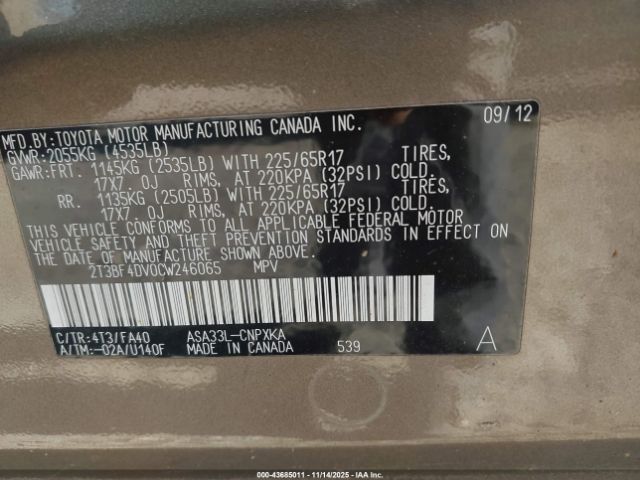 MFD.BY:TOYOTA MOTOR MANUFACTURING CANADA INC. 09/12
GVWR:2055KG (4535LB)
GAWR:FRT. 1145KG (2535LB) WITH 225/65R17 TIRES,
17X7.0J RIMS, AT 220KPA (32PSI) COLD.
RR. 1135KG (2505LB) WITH 225/65R17 TIRES,
17X7.0J RIMS, AT 220KPA (32PSI) COLD.
THIS VEHICLE CONFORMS TO ALL APPLICABLE FEDERAL MOTOR
VEHICLE SAFETY AND THEFT PREVENTION STANDARDS IN EFFECT ON
THE DATE OF MANUFACTURE SHOWN ABOVE.
2T3BF4DV0CW246065 MPV
C/TR:4T3/FA40 ASA33L-CNPXKA
A/TM:-02A/U140F MADE IN CANADA 539 A
000-43685011 - 11/14/2025 - IAAI.COM